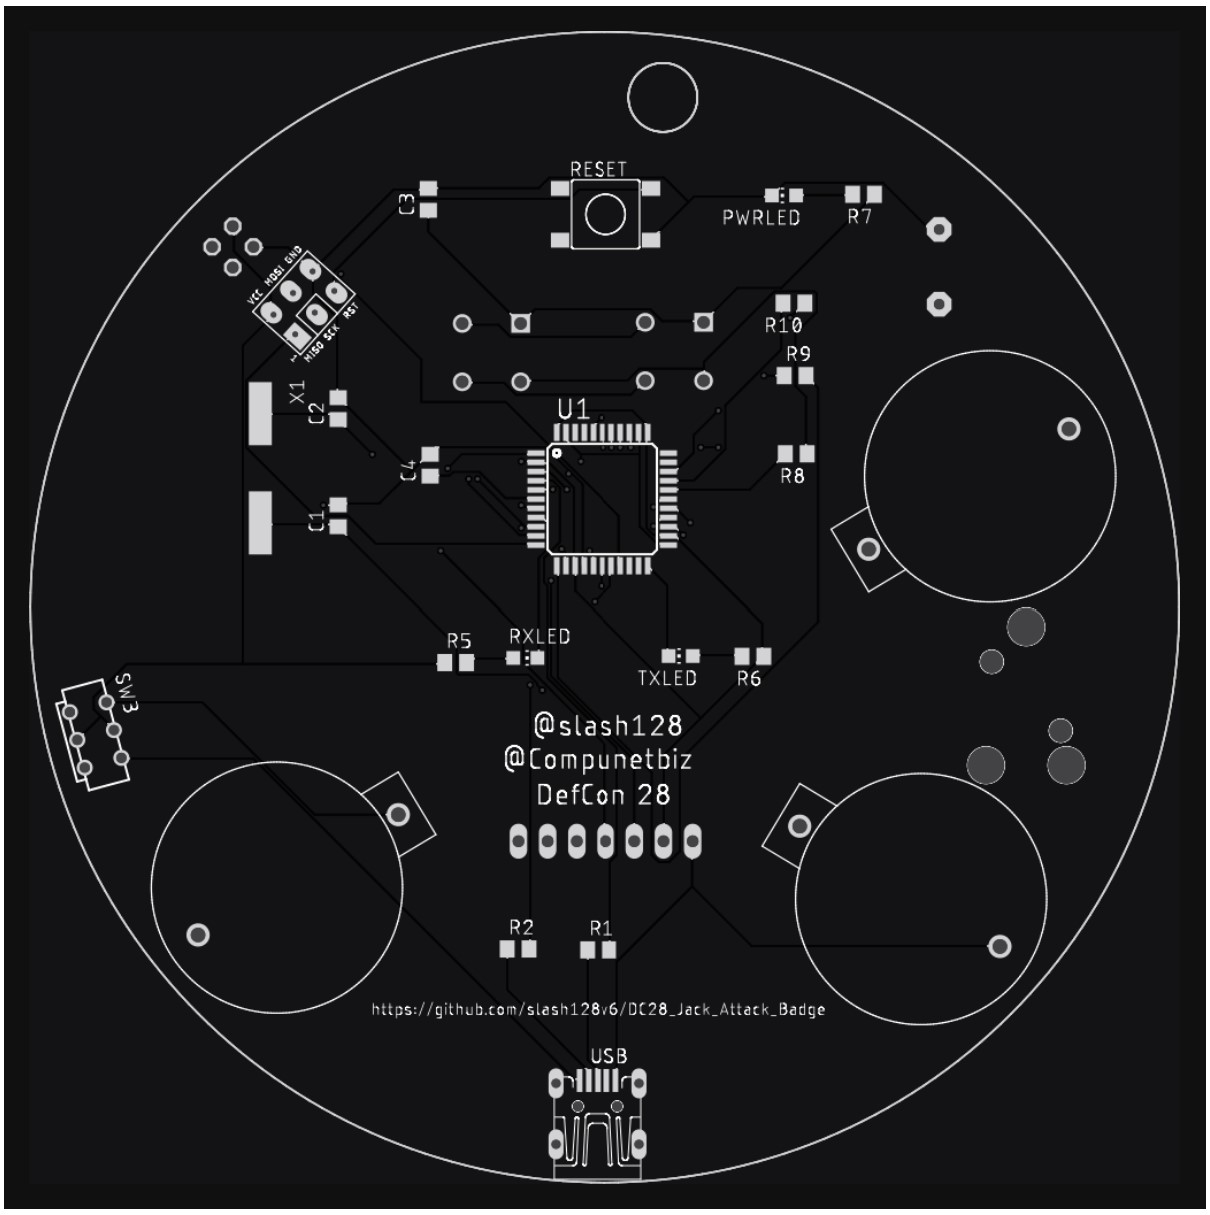 RESET
C3
PWRLED
R7
VCC MOSI GND
MISO SCK RST
1
R10
R9
X1
C2
U1
C4
R8
C1
R5
RXLED
TXLED
R6
SW3
@slash128
@Compunetbiz
DefCon 28
R2
R1
https://github.com/slash128v6/DC28_Jack_Attack_Badge
USB